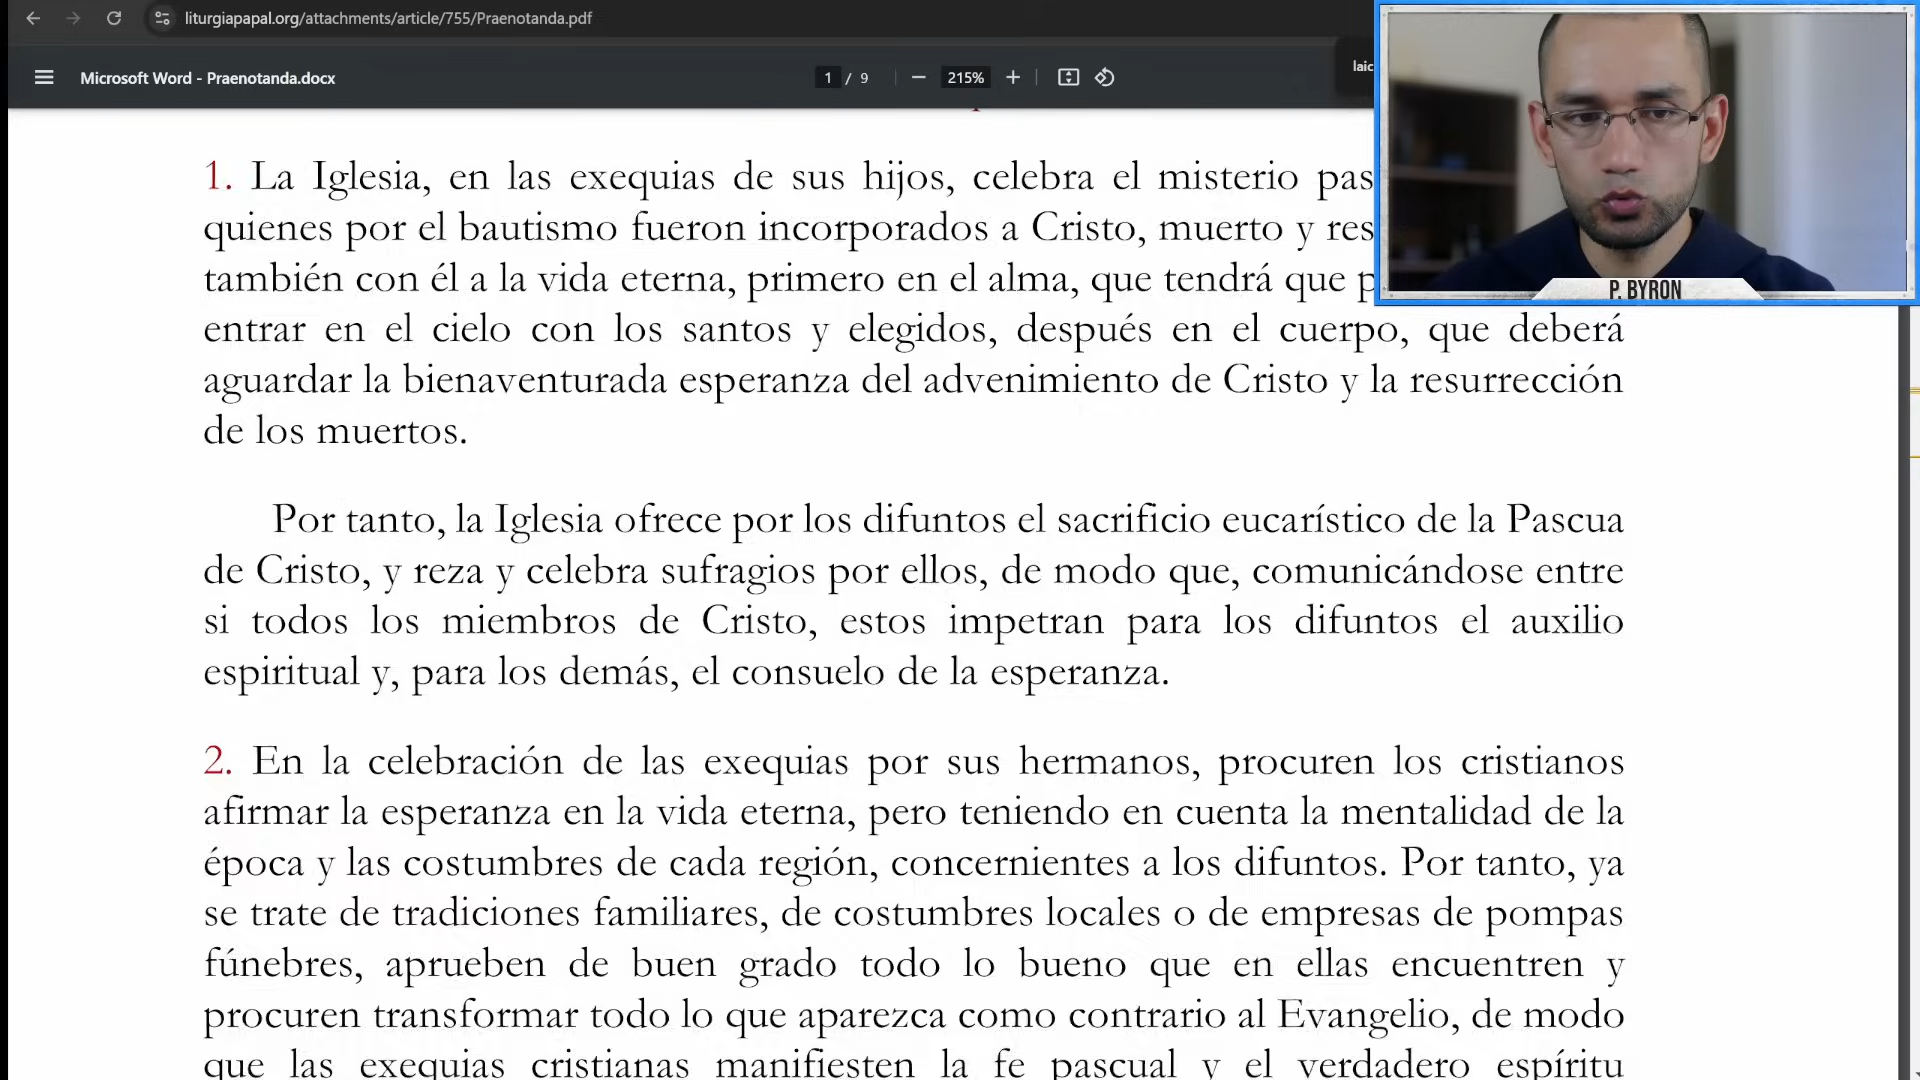 liturgiapapal.org/attachments/article/755/Praenotanda.pdf
Microsoft Word - Praenotanda.docx
1 / 9
215%
laic
P. BYRON
1. La Iglesia, en las exequias de sus hijos, celebra el misterio pas
quienes por el bautismo fueron incorporados a Cristo, muerto y res
también con él a la vida eterna, primero en el alma, que tendrá que p
entrar en el cielo con los santos y elegidos, después en el cuerpo, que deberá
aguardar la bienaventurada esperanza del advenimiento de Cristo y la resurrección
de los muertos.
Por tanto, la Iglesia ofrece por los difuntos el sacrificio eucarístico de la Pascua
de Cristo, y reza y celebra sufragios por ellos, de modo que, comunicándose entre
si todos los miembros de Cristo, estos impetran para los difuntos el auxilio
espiritual y, para los demás, el consuelo de la esperanza.
2. En la celebración de las exequias por sus hermanos, procuren los cristianos
afirmar la esperanza en la vida eterna, pero teniendo en cuenta la mentalidad de la
época y las costumbres de cada región, concernientes a los difuntos. Por tanto, ya
se trate de tradiciones familiares, de costumbres locales o de empresas de pompas
fúnebres, aprueben de buen grado todo lo bueno que en ellas encuentren y
procuren transformar todo lo que aparezca como contrario al Evangelio, de modo
que las exequias cristianas manifiesten la fe pascual y el verdadero espíritu